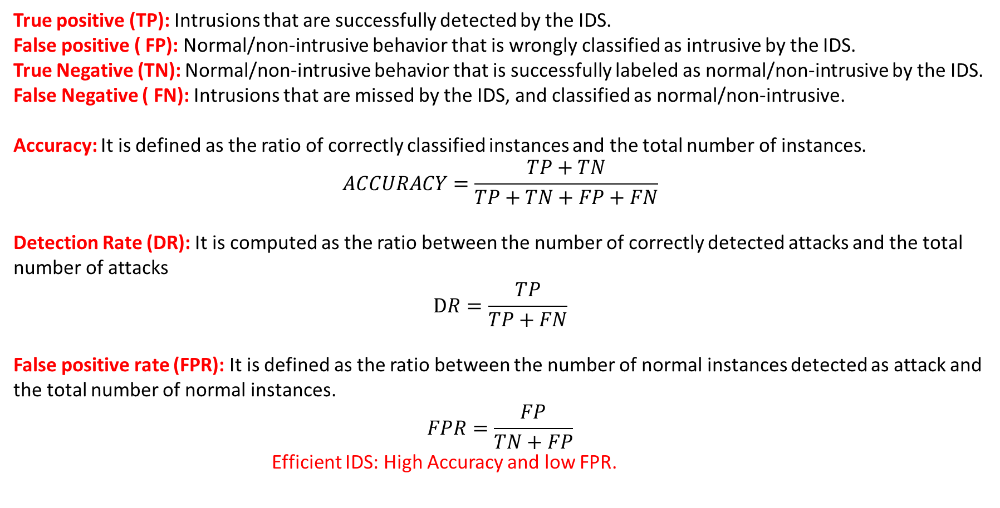 True positive (TP): Intrusions that are successfully detected by the IDS.
False positive ( FP): Normal/non-intrusive behavior that is wrongly classified as intrusive by the IDS.
True Negative (TN): Normal/non-intrusive behavior that is successfully labeled as normal/non-intrusive by the IDS.
False Negative ( FN): Intrusions that are missed by the IDS, and classified as normal/non-intrusive.
Accuracy: It is defined as the ratio of correctly classified instances and the total number of instances.
TP + TN
ACCURACY =
TP + TN + FP + FN
Detection Rate (DR): It is computed as the ratio between the number of correctly detected attacks and the total
number of attacks
TP
DR =
TP + FN
False positive rate (FPR): It is defined as the ratio between the number of normal instances detected as attack and
the total number of normal instances.
FP
FPR =
TN + FP
Efficient IDS: High Accuracy and low FPR.